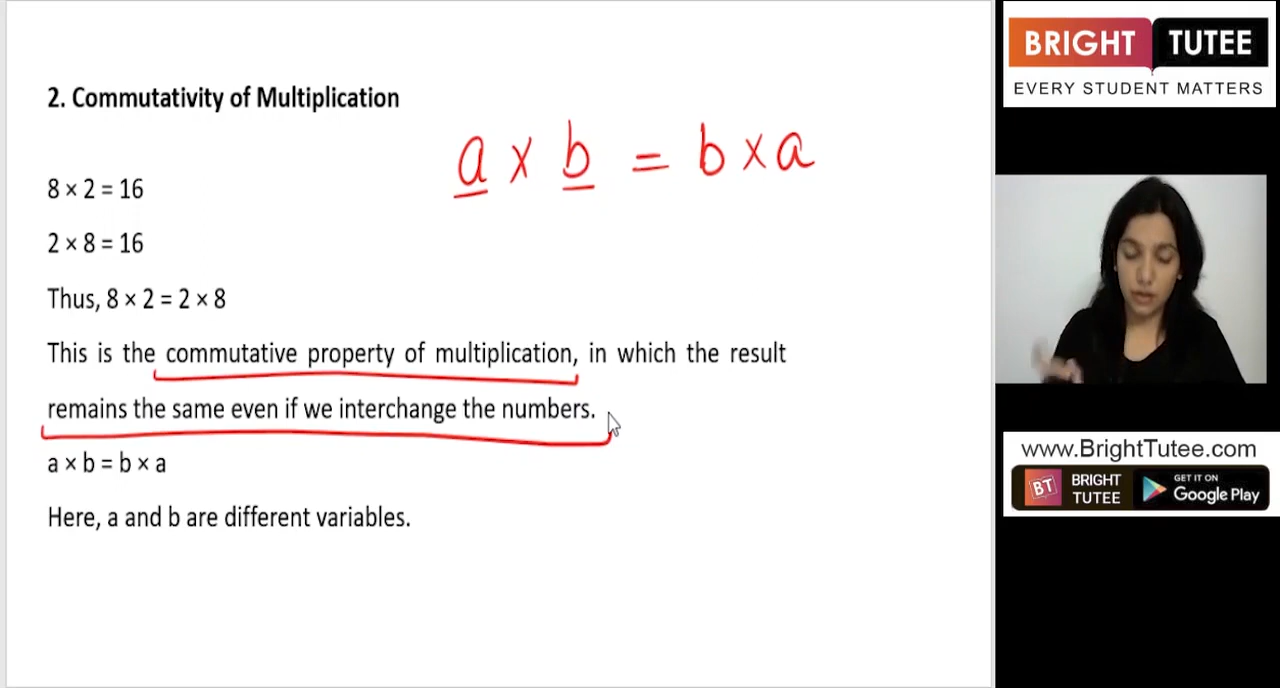 2. Commutativity of Multiplication
a × b = b × a
8 × 2 = 16
2 × 8 = 16
Thus, 8 × 2 = 2 × 8
This is the commutative property of multiplication, in which the result
remains the same even if we interchange the numbers.
a × b = b × a
Here, a and b are different variables.
BRIGHT TUTEE
EVERY STUDENT MATTERS
www.BrightTutee.com
BT
BRIGHT
TUTEE
GET IT ON
Google Play